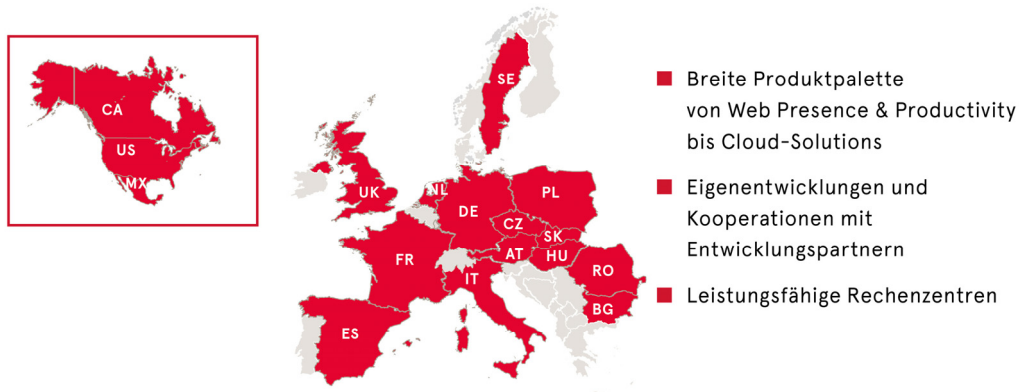 CA
US
MX
SE
UK
NL
DE
PL
CZ
SK
FR
AT
HU
IT
RO
ES
BG
Breite Produktpalette
von Web Presence & Productivity
bis Cloud-Solutions
Eigenentwicklungen und
Kooperationen mit
Entwicklungspartnern
Leistungsfähige Rechenzentren